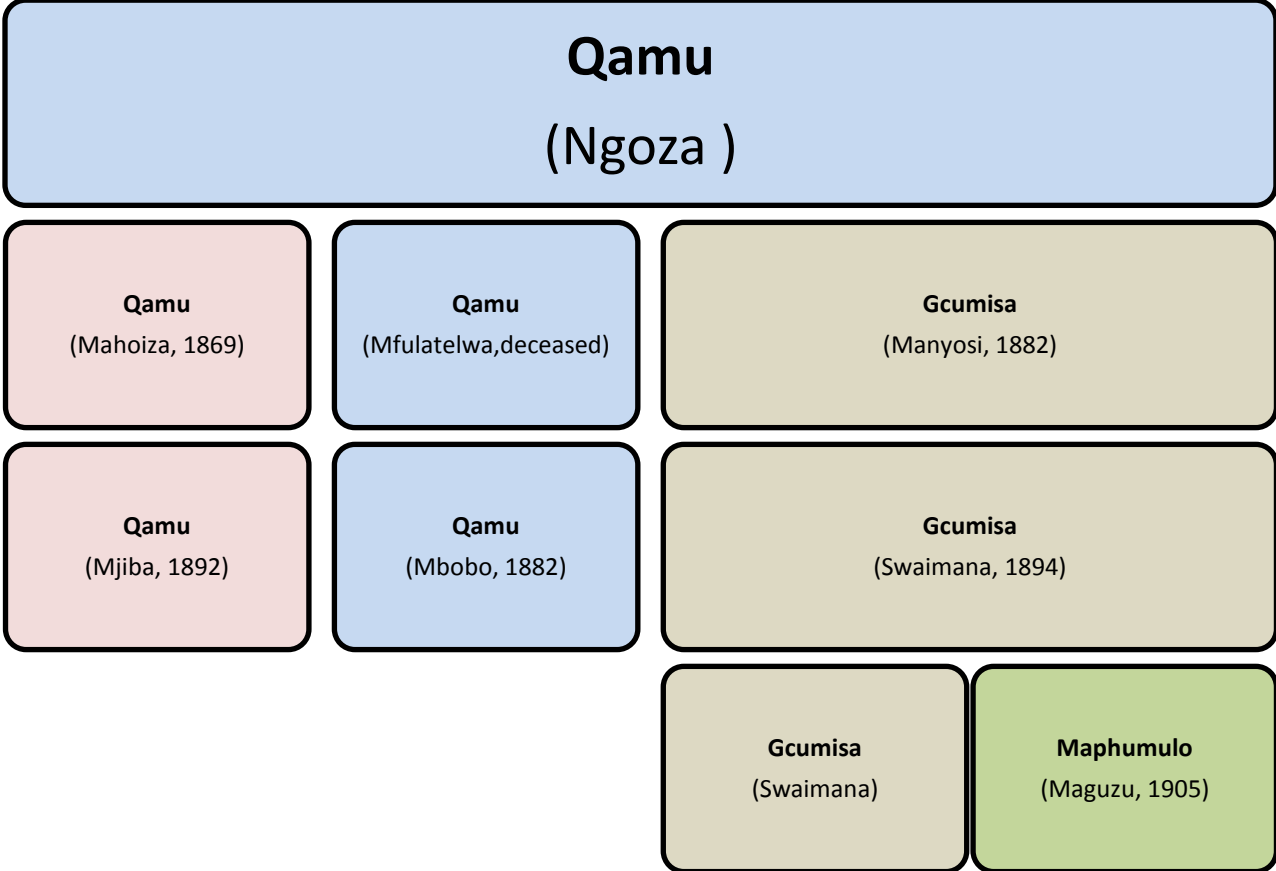 Qamu
(Ngoza )
Qamu
(Mahoiza, 1869)
Qamu
(Mfulatelwa,deceased)
Gcumisa
(Manyosi, 1882)
Qamu
(Mjiba, 1892)
Qamu
(Mbobo, 1882)
Gcumisa
(Swaimana, 1894)
Gcumisa
(Swaimana)
Maphumulo
(Maguzu, 1905)